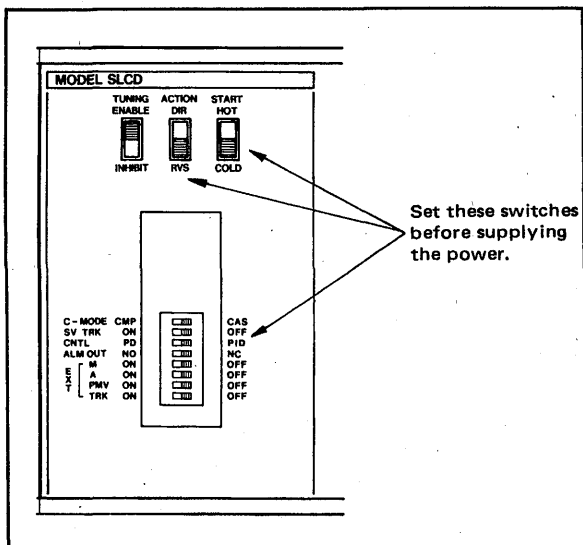 MODEL SLCD
TUNING ACTION START
ENABLE DIR HOT
INHIBIT RVS COLD
Set these switches
before supplying
the power.
C-MODE CMP CAS
SV TRK ON OFF
CNTL PD PID
ALM OUT NO NC
EXT M ON OFF
A ON OFF
PMV ON OFF
TRK ON OFF